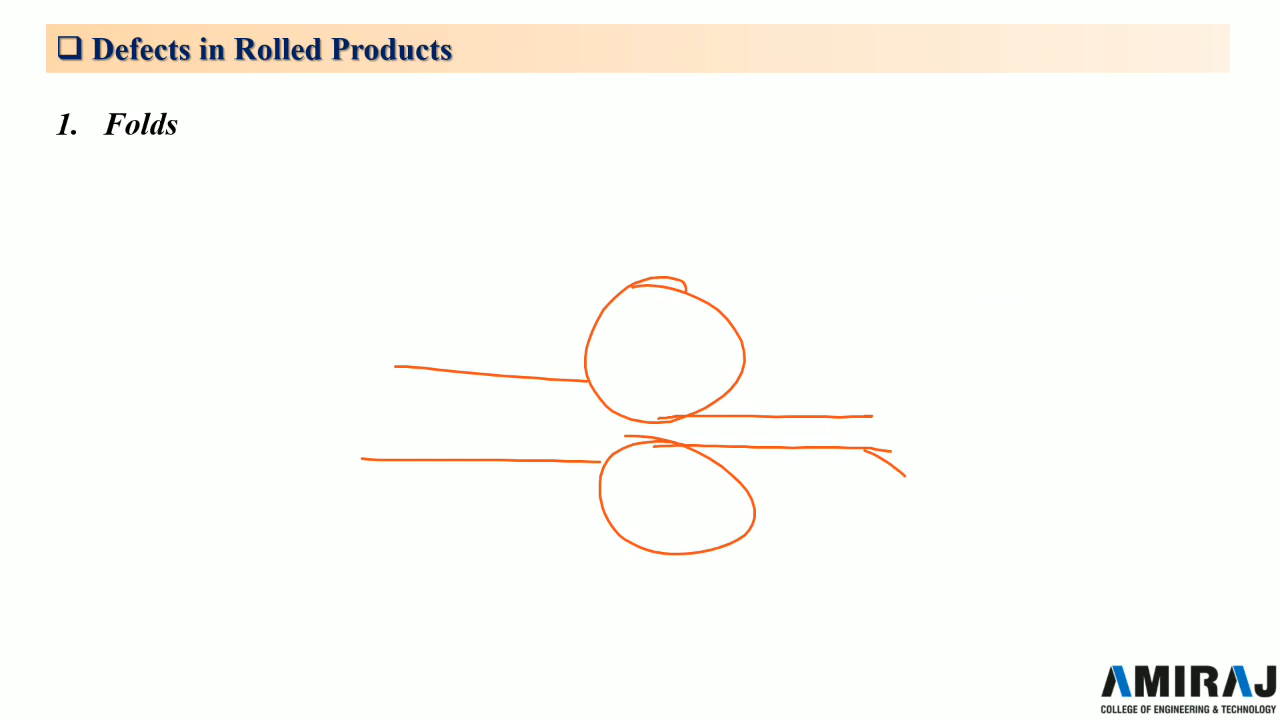 ❑ Defects in Rolled Products
1. Folds
AMIRAJ
COLLEGE OF ENGINEERING & TECHNOLOGY